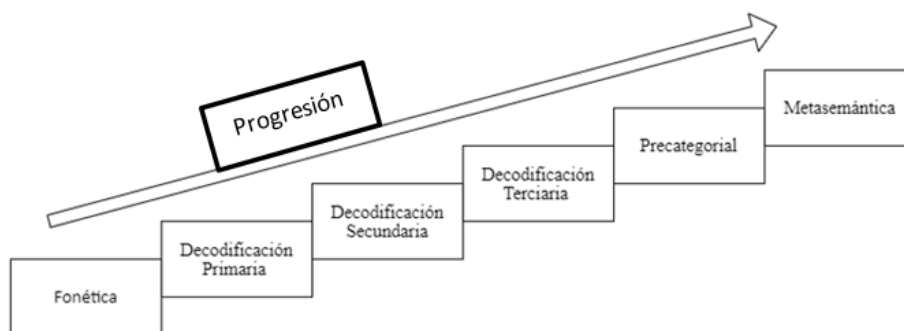 Progresión
Fonética
Decodificación
Primaria
Decodificación
Secundaria
Decodificación
Terciaria
Precategorial
Metasemántica